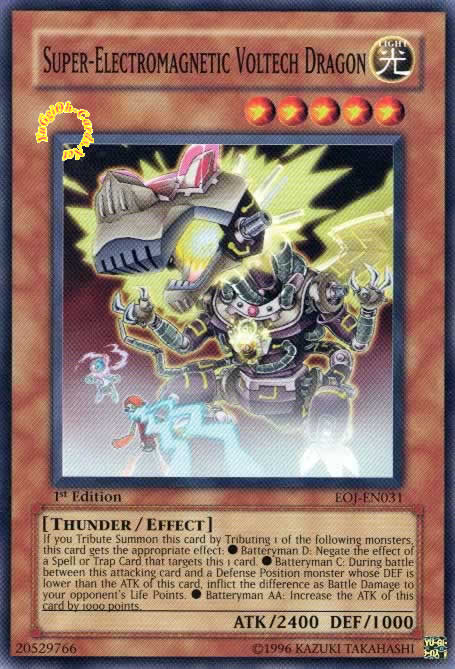 SUPER-ELECTROMAGNETIC VOLTECH DRAGON
LIGHT
光
YuGgiOh-Cards.Net
1st Edition
EOJ-EN031
[THUNDER / EFFECT]
If you Tribute Summon this card by Tributing 1 of the following monsters,
this card gets the appropriate effect: ● Batteryman D: Negate the effect of
a Spell or Trap Card that targets this 1 card. ● Batteryman C: During battle
between this attacking card and a Defense Position monster whose DEF is
lower than the ATK of this card, inflict the difference as Battle Damage to
your opponent's Life Points. ● Batteryman AA: Increase the ATK of this
card by 1000 points.
ATK/2400 DEF/1000
20529766
©1996 KAZUKI TAKAHASHI